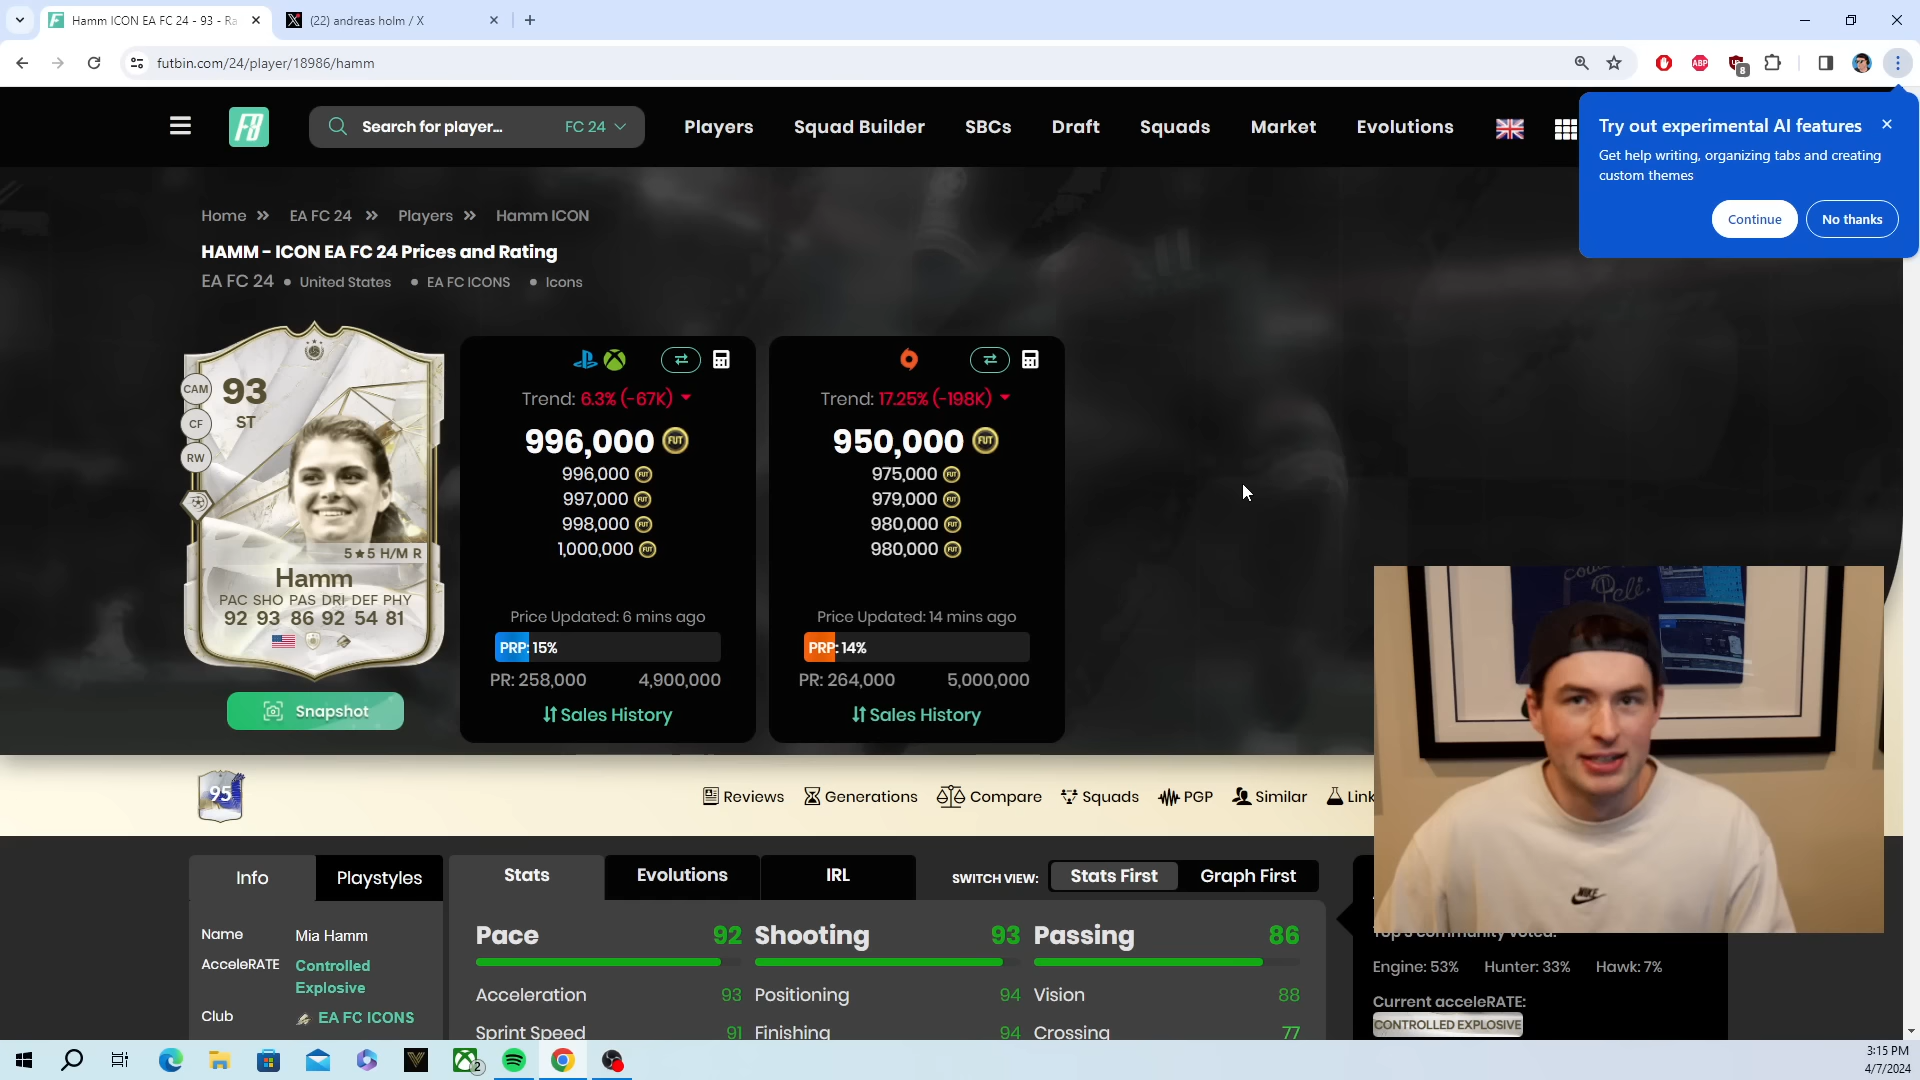 Hamm ICON EA FC 24 - 93 - Ra
(22) andreas holm / X
futbin.com/24/player/18986/hamm
ABP
8
Search for player...
FC 24
Players
Squad Builder
SBCs
Draft
Squads
Market
Evolutions
Try out experimental AI features
Get help writing, organizing tabs and creating
custom themes
Continue
No thanks
Home
EA FC 24
Players
Hamm ICON
HAMM - ICON EA FC 24 Prices and Rating
EA FC 24 • United States • EA FC ICONS • Icons
CAM
CF
RW
93
ST
5★5 H/M R
Hamm
PAC SHO PAS DRI DEF PHY
92 93 86 92 54 81
Snapshot
Trend: 6.3% (-67K)
996,000
996,000
997,000
998,000
1,000,000
Price Updated: 6 mins ago
PRP: 15%
PR: 258,000 4,900,000
Sales History
Trend: 17.25% (-198K)
950,000
975,000
979,000
980,000
980,000
Price Updated: 14 mins ago
PRP: 14%
PR: 264,000 5,000,000
Sales History
Pelé.
95
Reviews
Generations
Compare
Squads
PGP
Similar
Link
Info
Playstyles
Name Mia Hamm
AcceleRATE Controlled
Explosive
Club EA FC ICONS
Stats
Evolutions
IRL
SWITCH VIEW:
Stats First
Graph First
Pace 92
Acceleration 93
Sprint Speed 91
Shooting 93
Positioning 94
Finishing 94
Passing 86
Vision 88
Crossing 77
Engine: 53% Hunter: 33% Hawk: 7%
Current acceleRATE:
CONTROLLED EXPLOSIVE
2
3:15 PM
4/7/2024